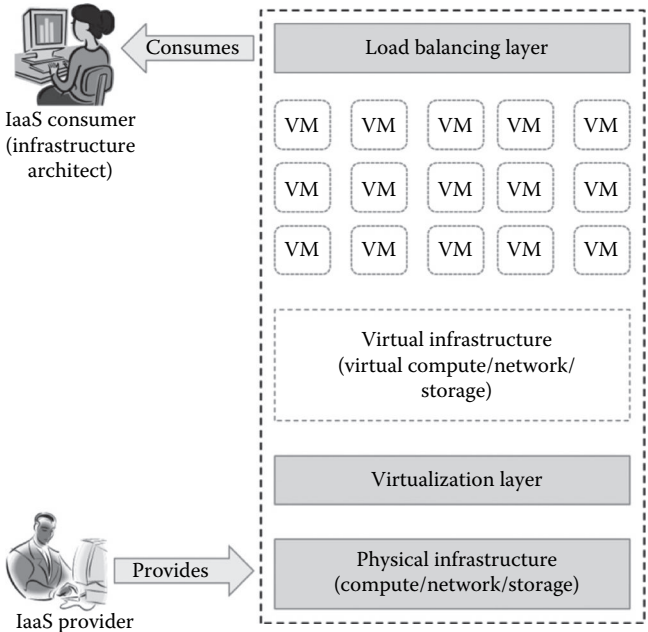 Consumes
Load balancing layer
IaaS consumer
(infrastructure
architect)
VM VM VM VM VM
VM VM VM VM VM
VM VM VM VM VM
Virtual infrastructure
(virtual compute/network/
storage)
Virtualization layer
Provides
Physical infrastructure
(compute/network/storage)
IaaS provider